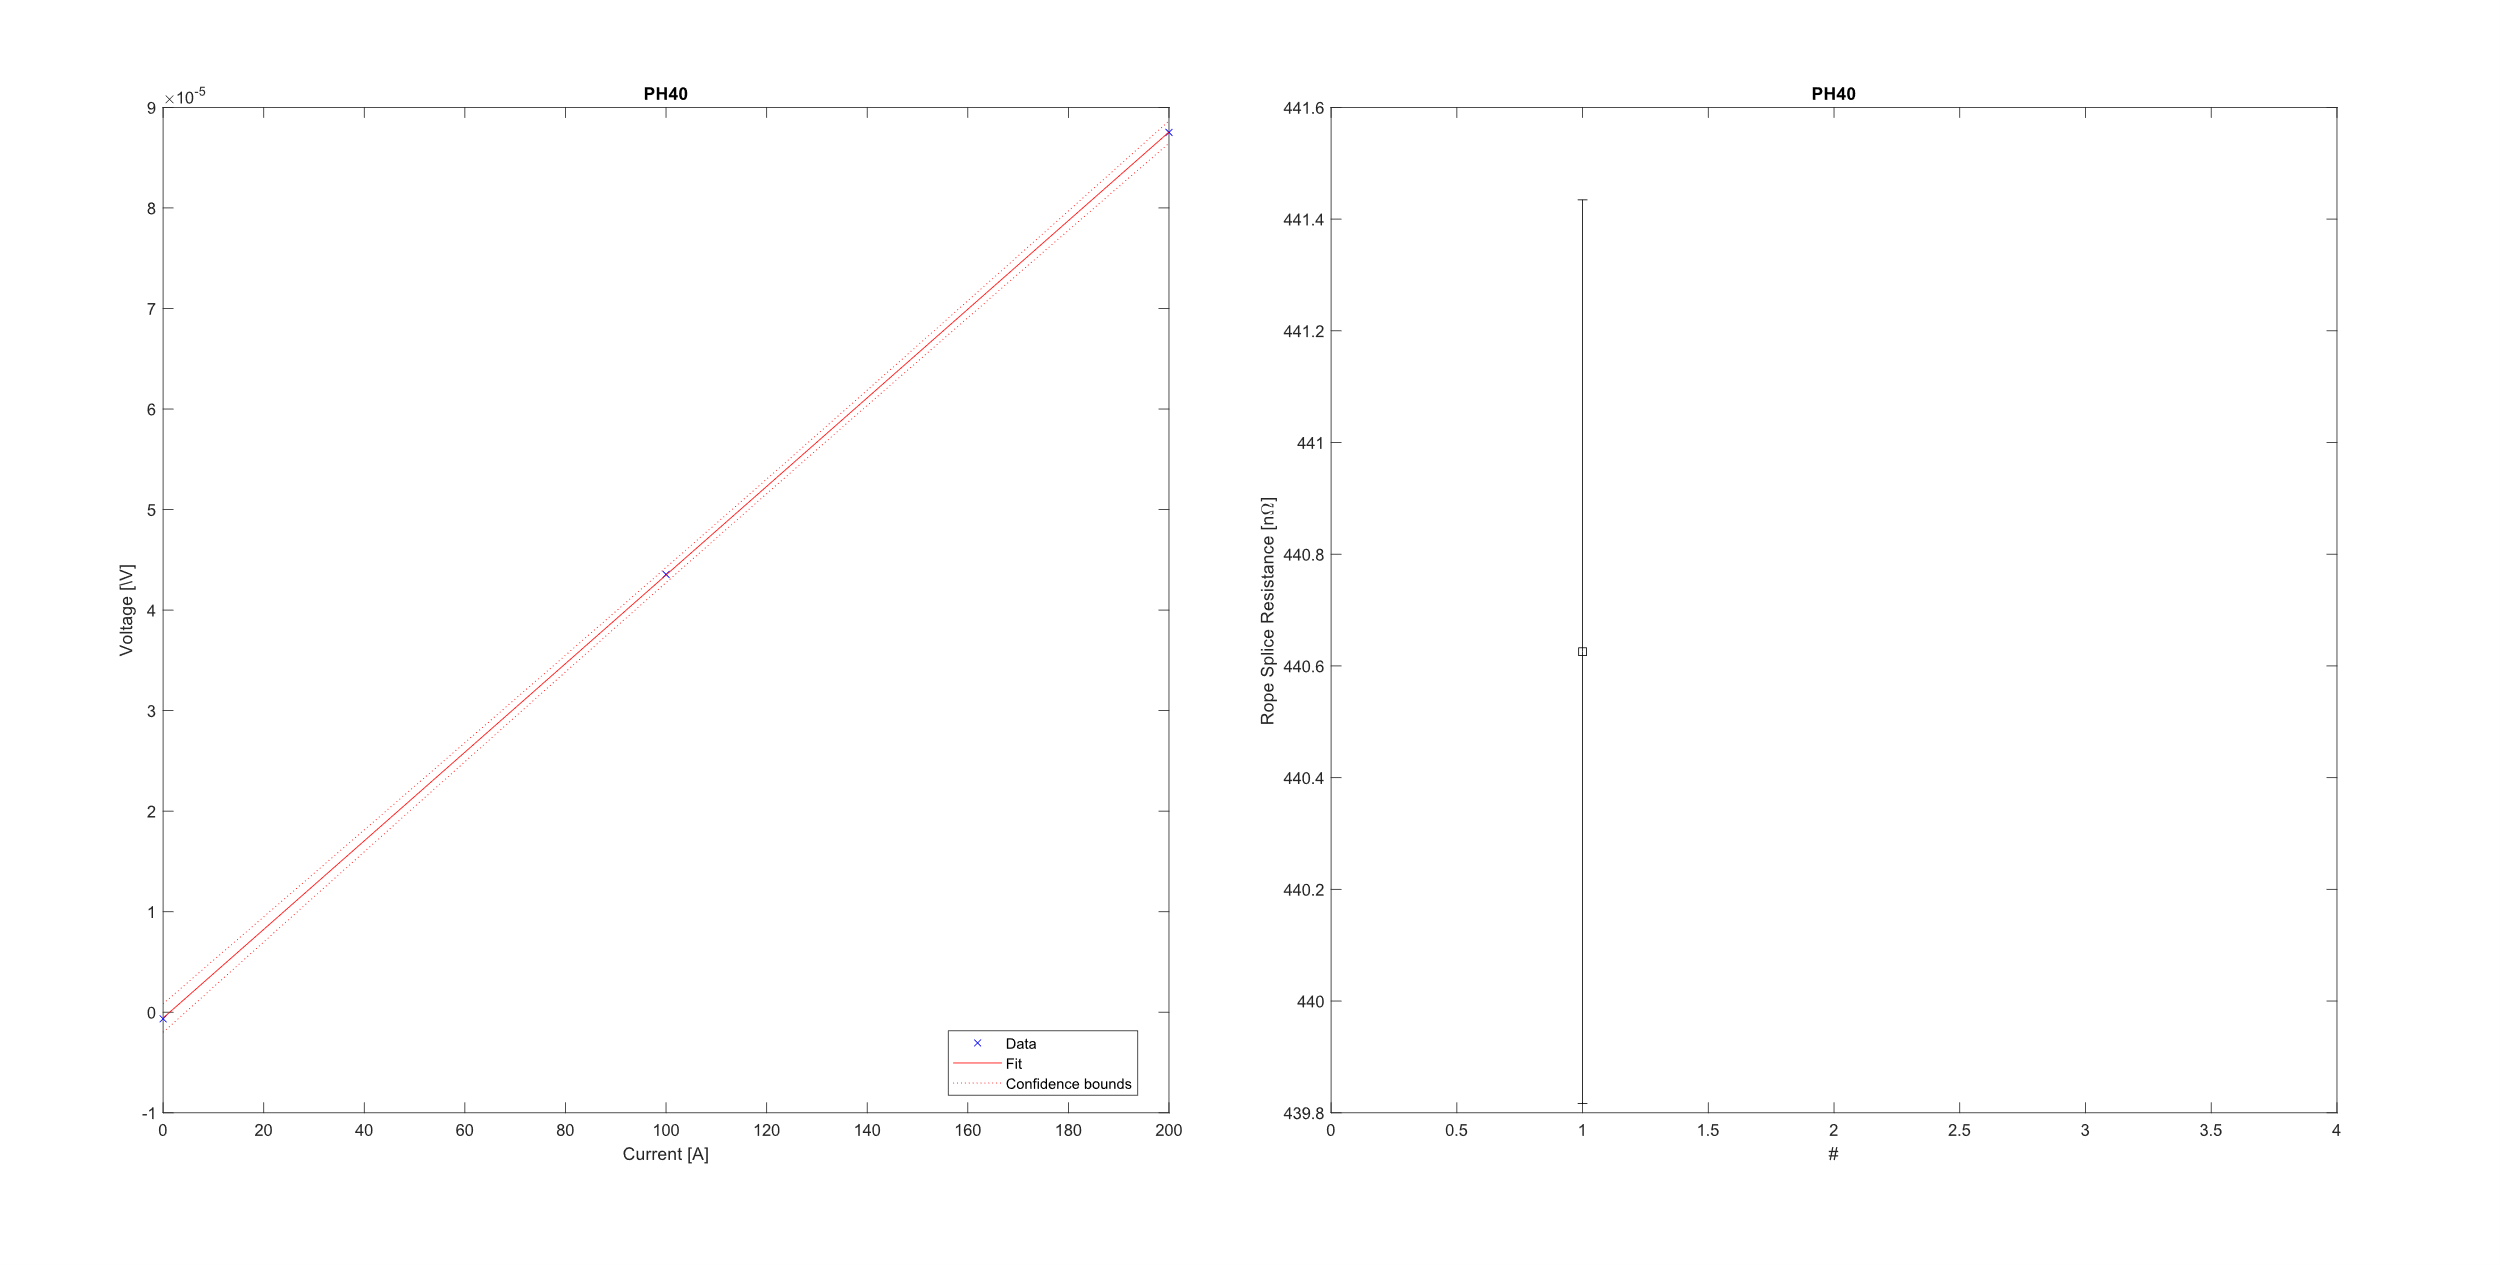 PH40
×10-5
9
8
7
6
5
4
3
2
1
0
-1
Voltage [\V]
0 20 40 60 80 100 120 140 160 180 200
Current [A]
Data
Fit
Confidence bounds
PH40
441.6
441.4
441.2
441
440.8
440.6
440.4
440.2
440
439.8
Rope Splice Resistance [nΩ]
0 0.5 1 1.5 2 2.5 3 3.5 4
#